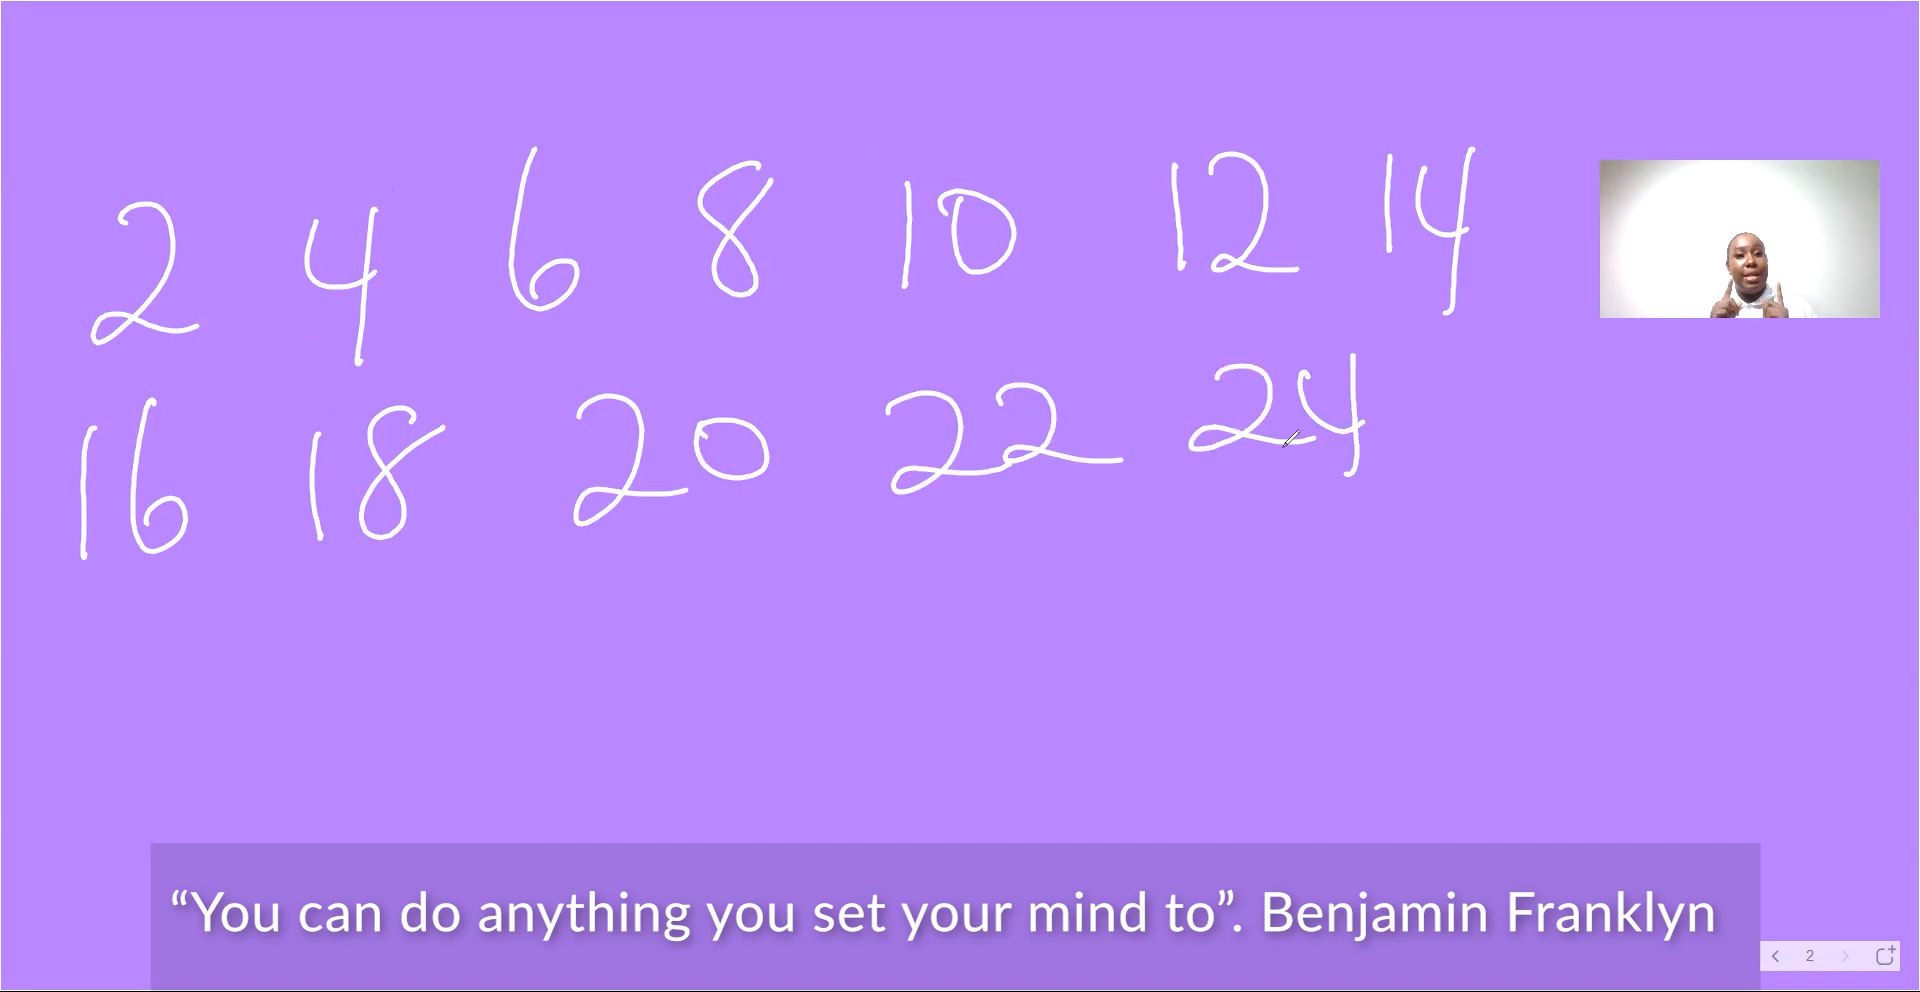 2 4 6 8 10 12 14
16 18 20 22 24
“You can do anything you set your mind to”. Benjamin Franklyn
2